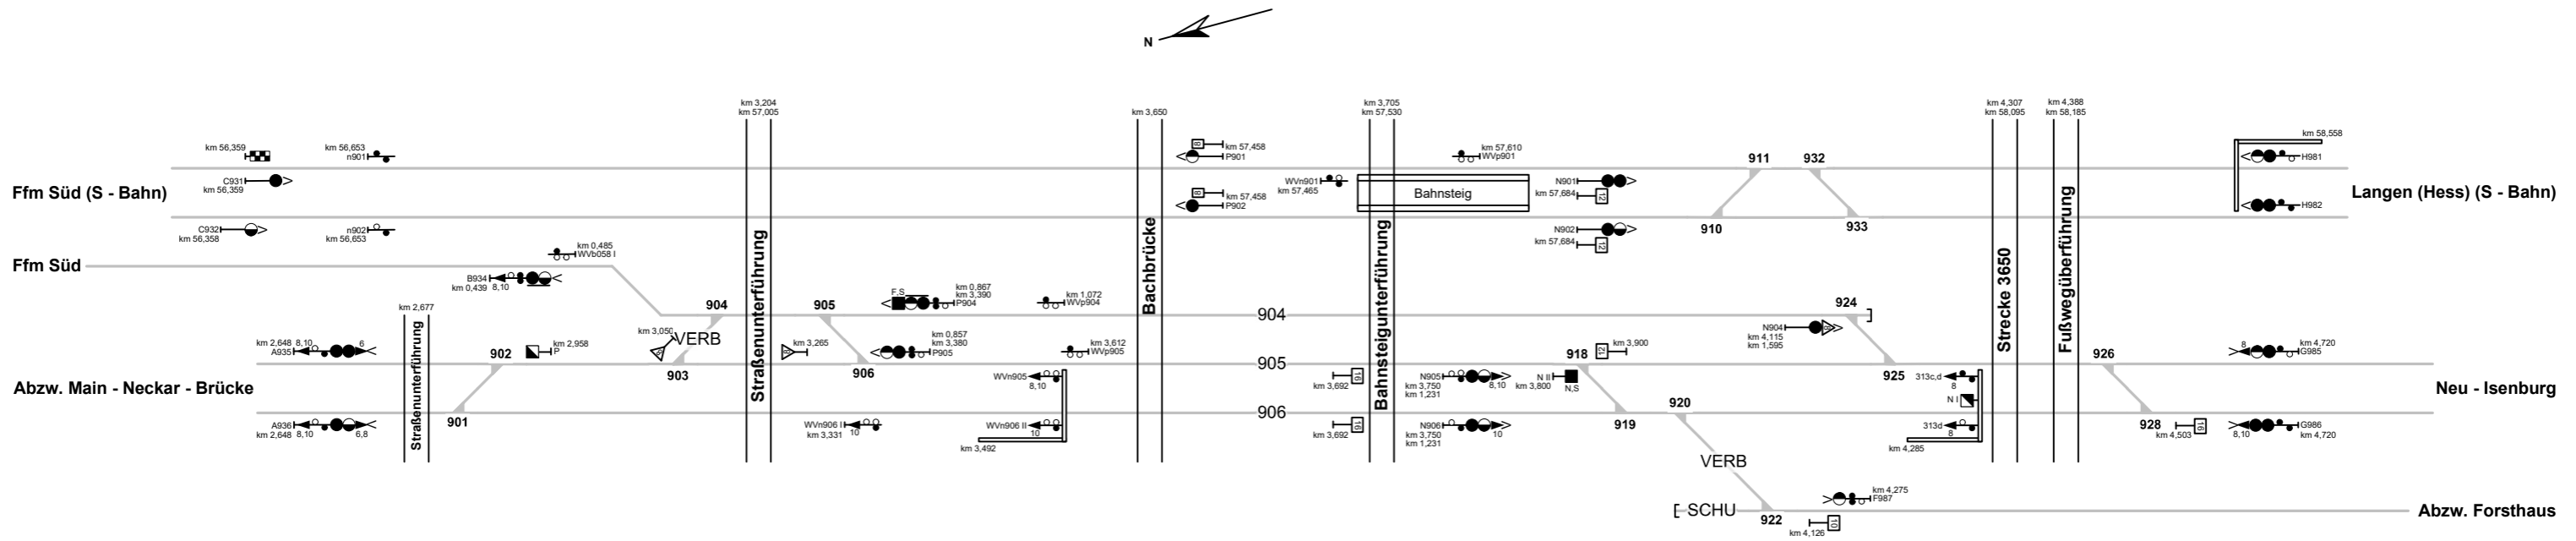 N
km 3,204
km 57,005
km 3,650
km 3,705
km 57,530
km 4,307
km 58,095
km 4,388
km 58,185
km 58,558
km 56,359
km 56,653
n901
8
km 57,458
P901
km 57,610
WVp901
911
932
H981
C931
km 56,359
WVn901
km 57,465
Bahnsteig
N901
km 57,684
12
Ffm Süd (S - Bahn)
Langen (Hess) (S - Bahn)
8
km 57,458
P902
H982
C932
km 56,358
n902
km 56,653
N902
km 57,684
12
910
933
km 0,485
WVb058 I
Ffm Süd
B934
km 0,439
8,10
Straßenunterführung
Bachbrücke
Bahnsteigunterführung
Strecke 3650
Fußwegüberführung
km 2,677
Straßenunterführung
904
905
F,S
km 0,867
km 3,390
P904
km 1,072
WVp904
904
924
N904
km 4,115
km 1,595
8
km 3,050
VERB
km 2,648
A935
8,10
6
902
km 2,958
P
km 3,265
km 0,857
km 3,380
P905
km 3,612
WVp905
918
12
km 3,900
926
8
km 4,720
G985
903
906
905
925
Abzw. Main - Neckar - Brücke
Neu - Isenburg
WVn905
8,10
km 3,692
16
N905
km 3,750
km 1,231
8,10
N II
km 3,800
N,S
313c,d
8
N I
901
906
920
A936
km 2,648
8,10
6,8
WVn906 I
km 3,331
10
WVn906 II
10
km 3,492
km 3,692
16
N906
km 3,750
km 1,231
10
919
313d
8
km 4,285
928
km 4,503
16
8,10
G986
km 4,720
VERB
km 4,275
F987
SCHU
922
km 4,126
10
Abzw. Forsthaus